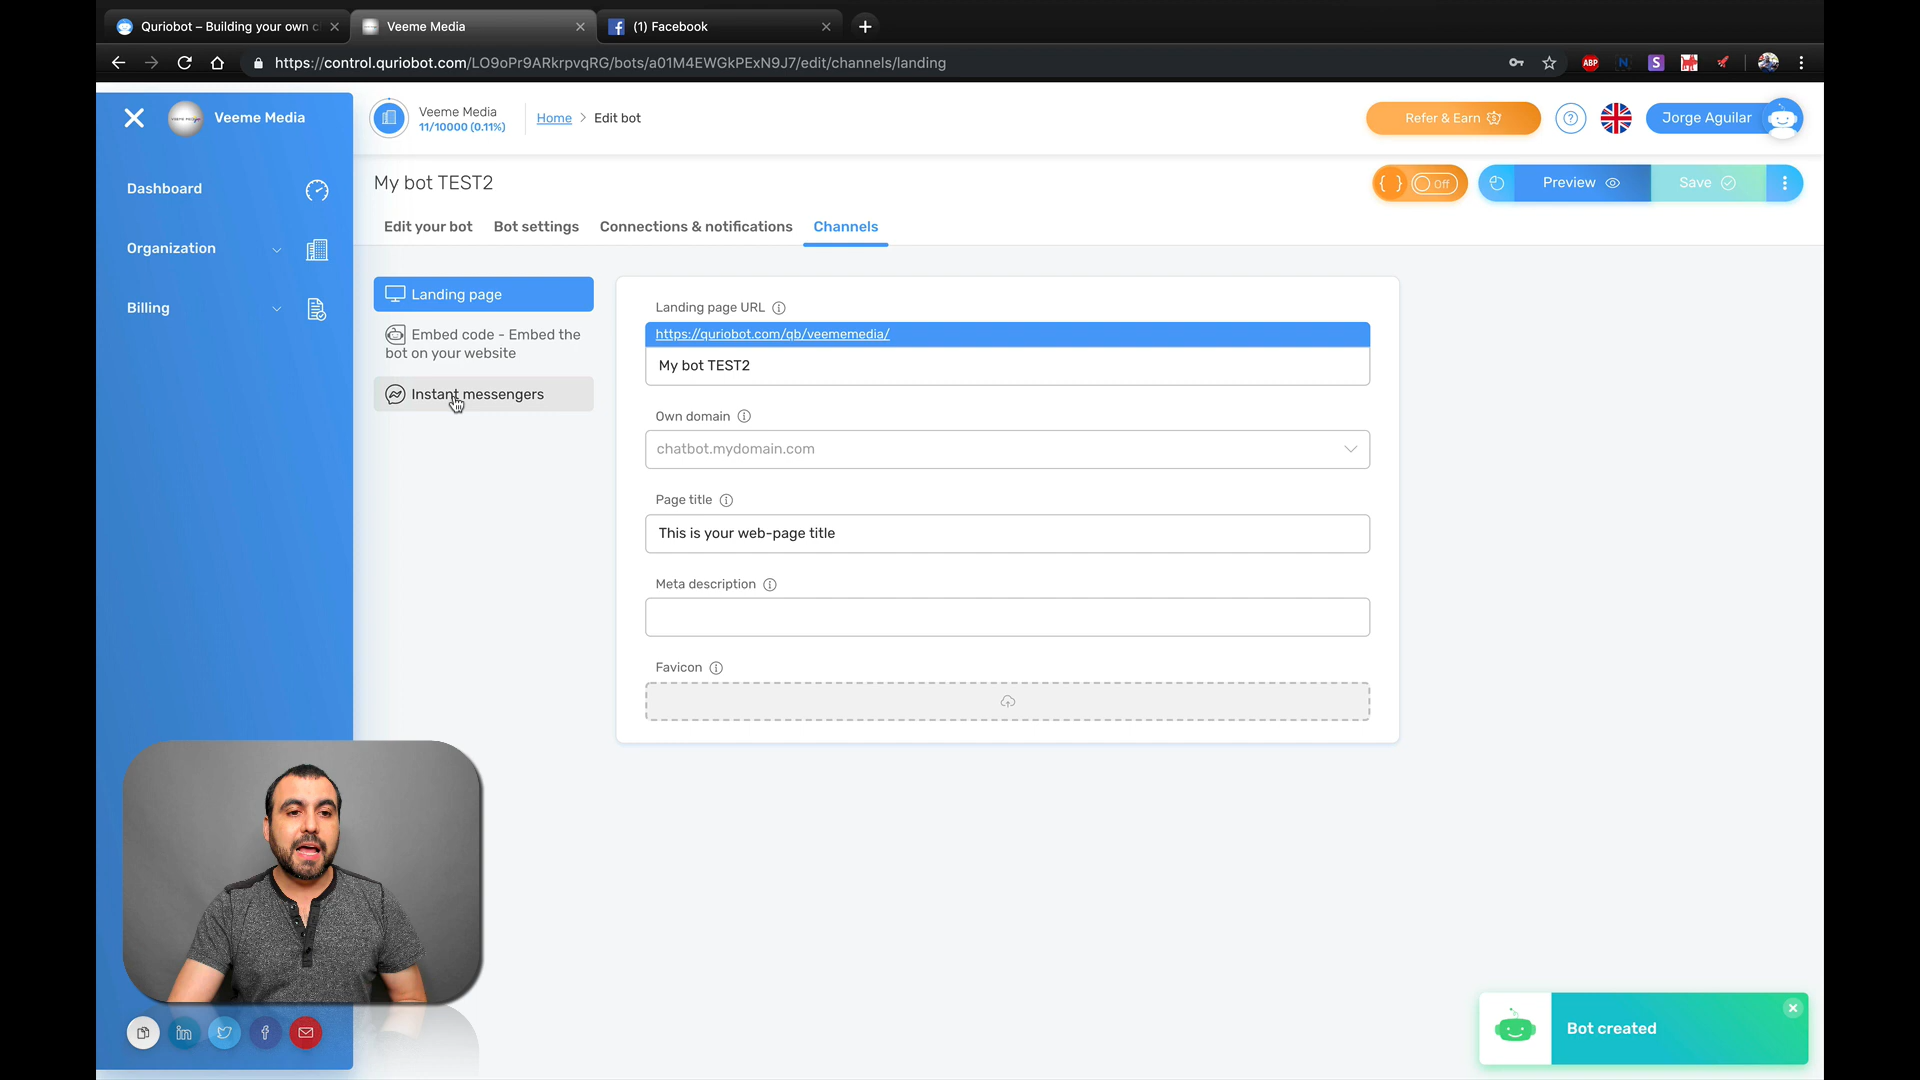 Quriobot – Building your own c
Veeme Media
(1) Facebook
https://control.quriobot.com/LO9oPr9ARkrpvqRG/bots/a01M4EWGkPExN9J7/edit/channels/landing
ABP
N
S
Veeme Media
Veeme Media
11/10000 (0.11%)
Home > Edit bot
Refer & Earn
Jorge Aguilar
Dashboard
Organization
Billing
My bot TEST2
{ } Off
Preview
Save
Edit your bot
Bot settings
Connections & notifications
Channels
Landing page
Embed code - Embed the
bot on your website
Instant messengers
Landing page URL
https://quriobot.com/qb/veememedia/
My bot TEST2
Own domain
chatbot.mydomain.com
Page title
This is your web-page title
Meta description
Favicon
Bot created